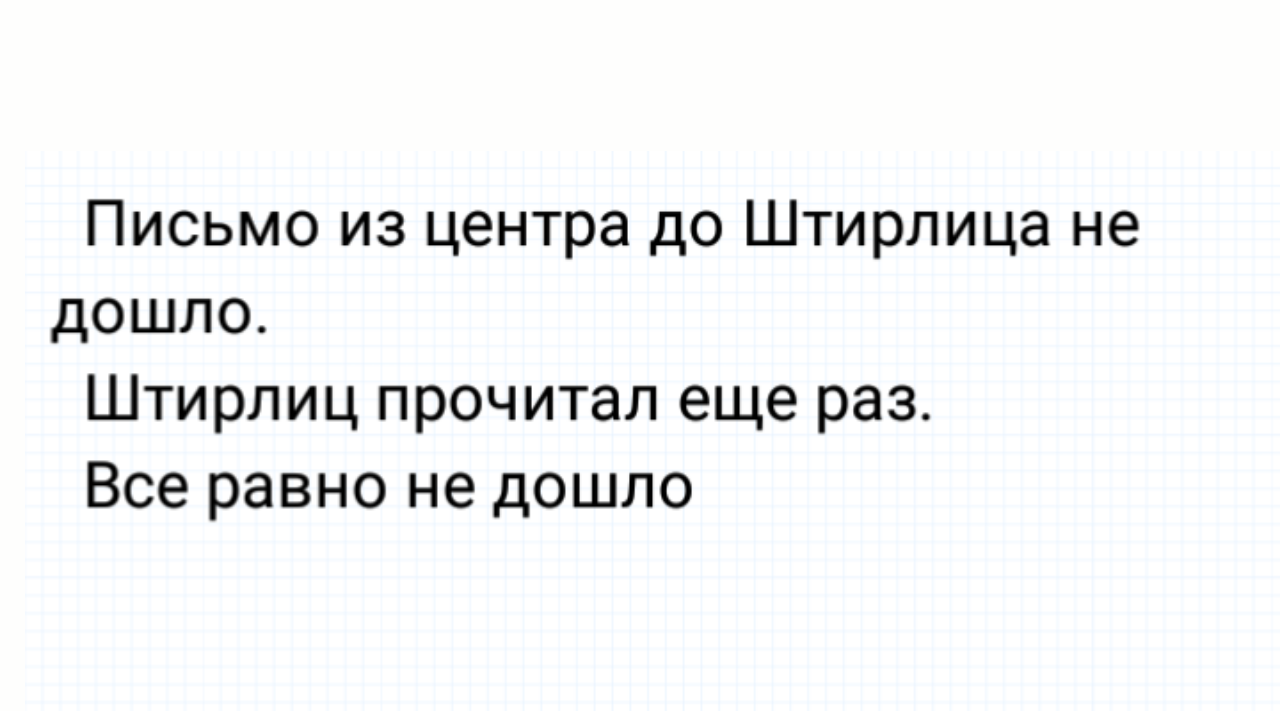 Письмо из центра до Штирлица не
дошло.
Штирлиц прочитал еще раз.
Все равно не дошло